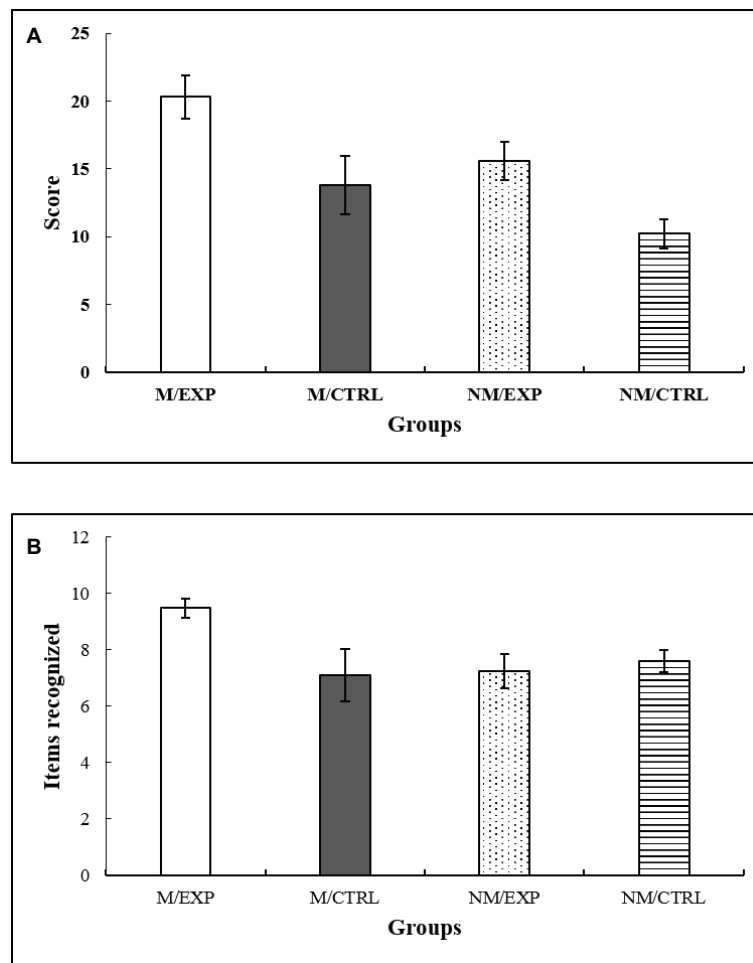 A
25
20
15
10
5
0
Score
M/EXP M/CTRL NM/EXP NM/CTRL
Groups
B
12
10
8
6
4
2
0
Items recognized
M/EXP M/CTRL NM/EXP NM/CTRL
Groups